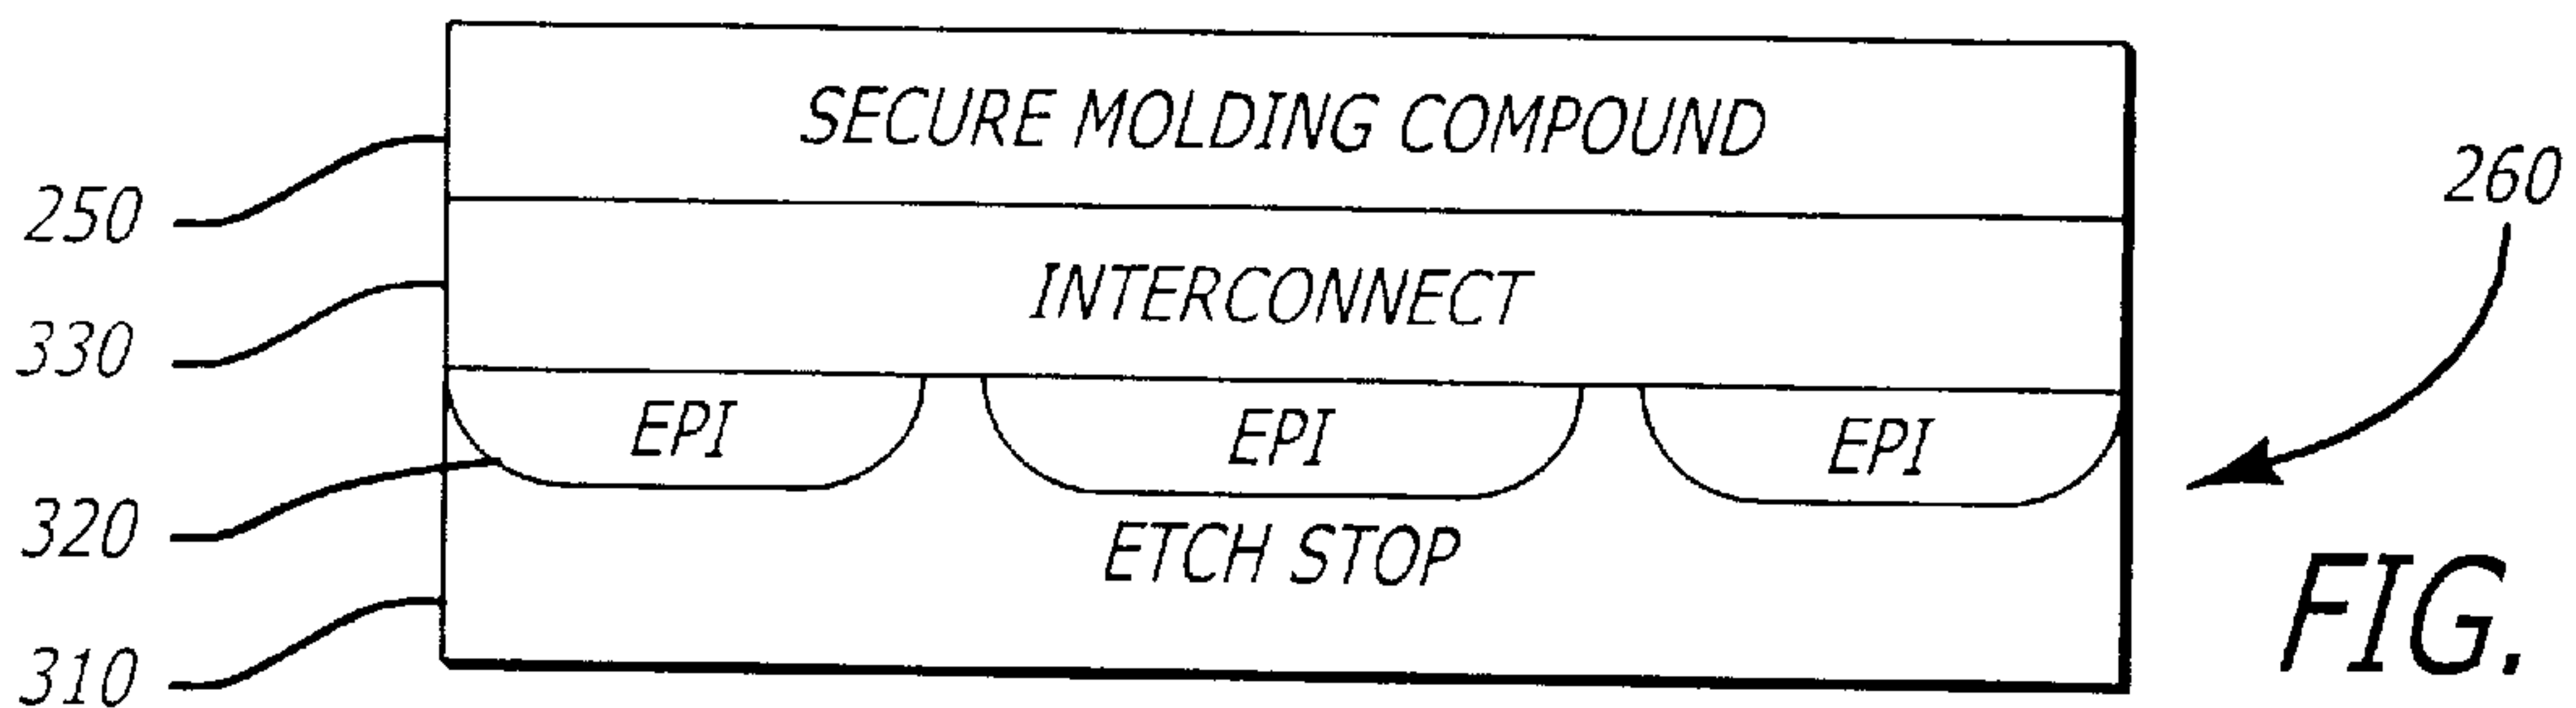 SECURE MOLDING COMPOUND
250
260
INTERCONNECT
330
EPI EPI EPI
320
ETCH STOP
310
FIG.